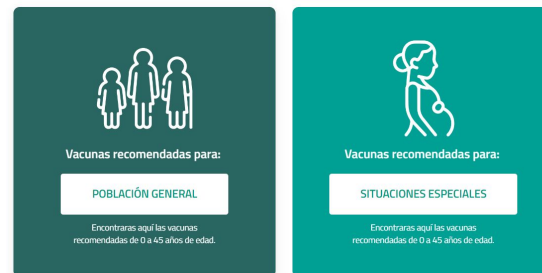 Vacunas recomendadas para:
POBLACIÓN GENERAL
Encontraras aquí las vacunas
recomendadas de 0 a 45 años de edad.
Vacunas recomendadas para:
SITUACIONES ESPECIALES
Encontraras aquí las vacunas
recomendadas de 0 a 45 años de edad.